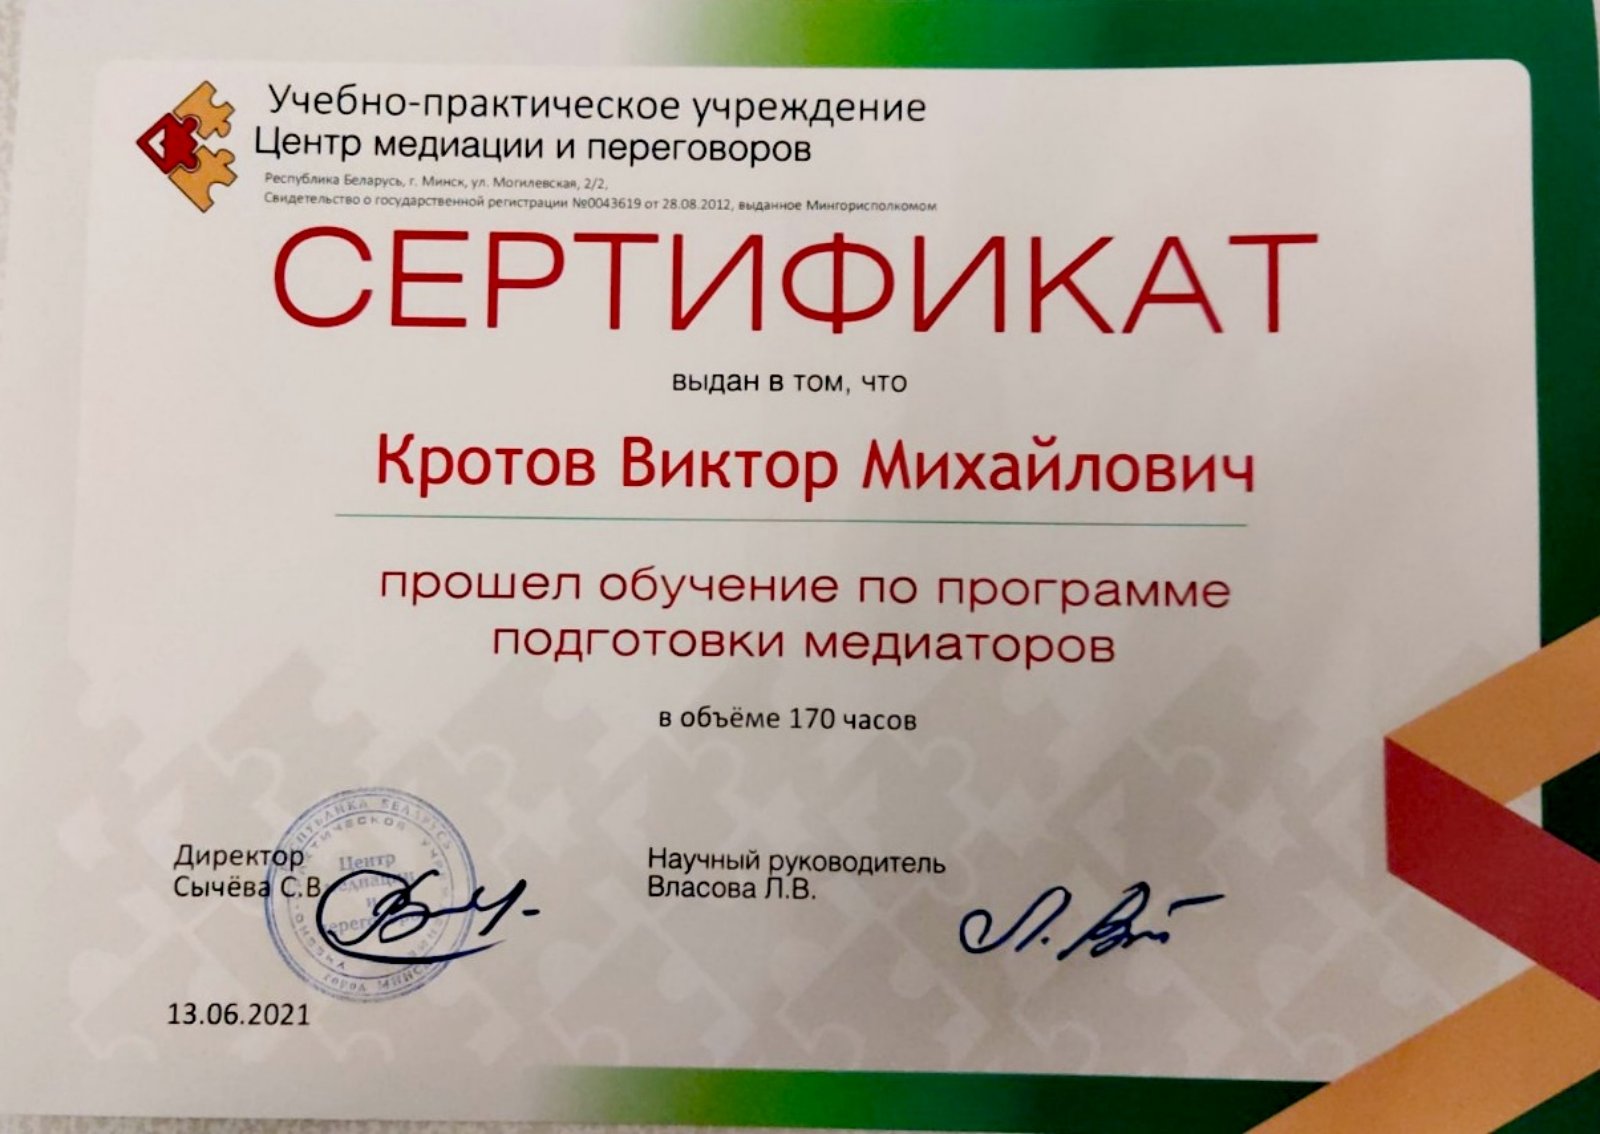 Учебно-практическое учреждение
Центр медиации и переговоров
Республика Беларусь, г. Минск, ул. Могилевская, 2/2,
Свидетельство о государственной регистрации №0043619 от 28.08.2012, выданное Мингорисполкомом
СЕРТИФИКАТ
выдан в том, что
Кротов Виктор Михайлович
прошел обучение по программе
подготовки медиаторов
в объёме 170 часов
Директор
Сычёва С.В
Научный руководитель
Власова Л.В.
Центр
и
13.06.2021